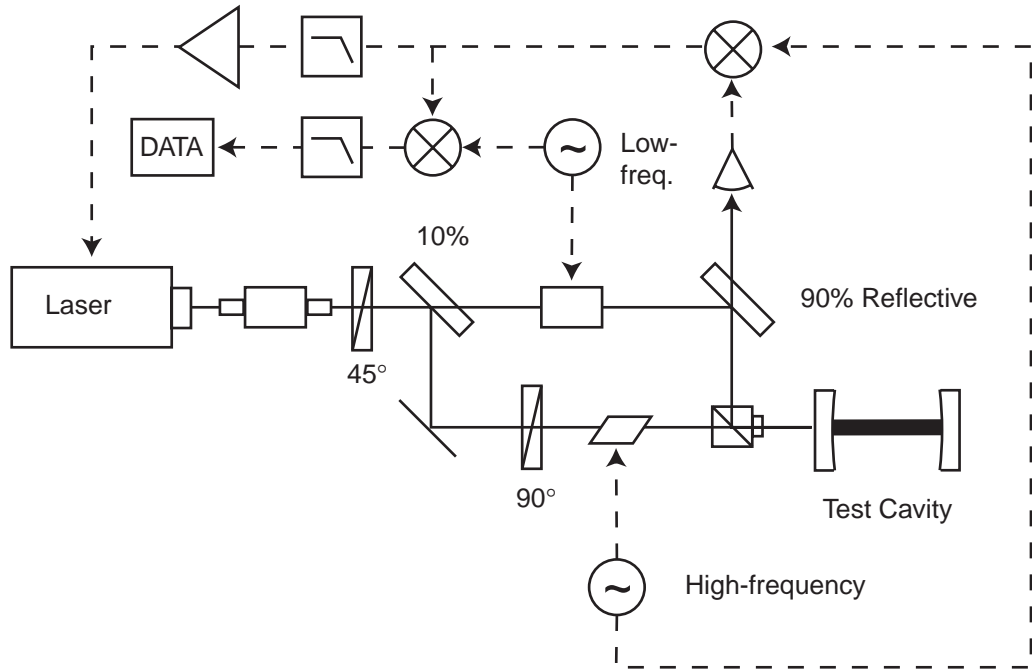 DATA
Low-
freq.
10%
Laser
90% Reflective
45°
90°
Test Cavity
High-frequency